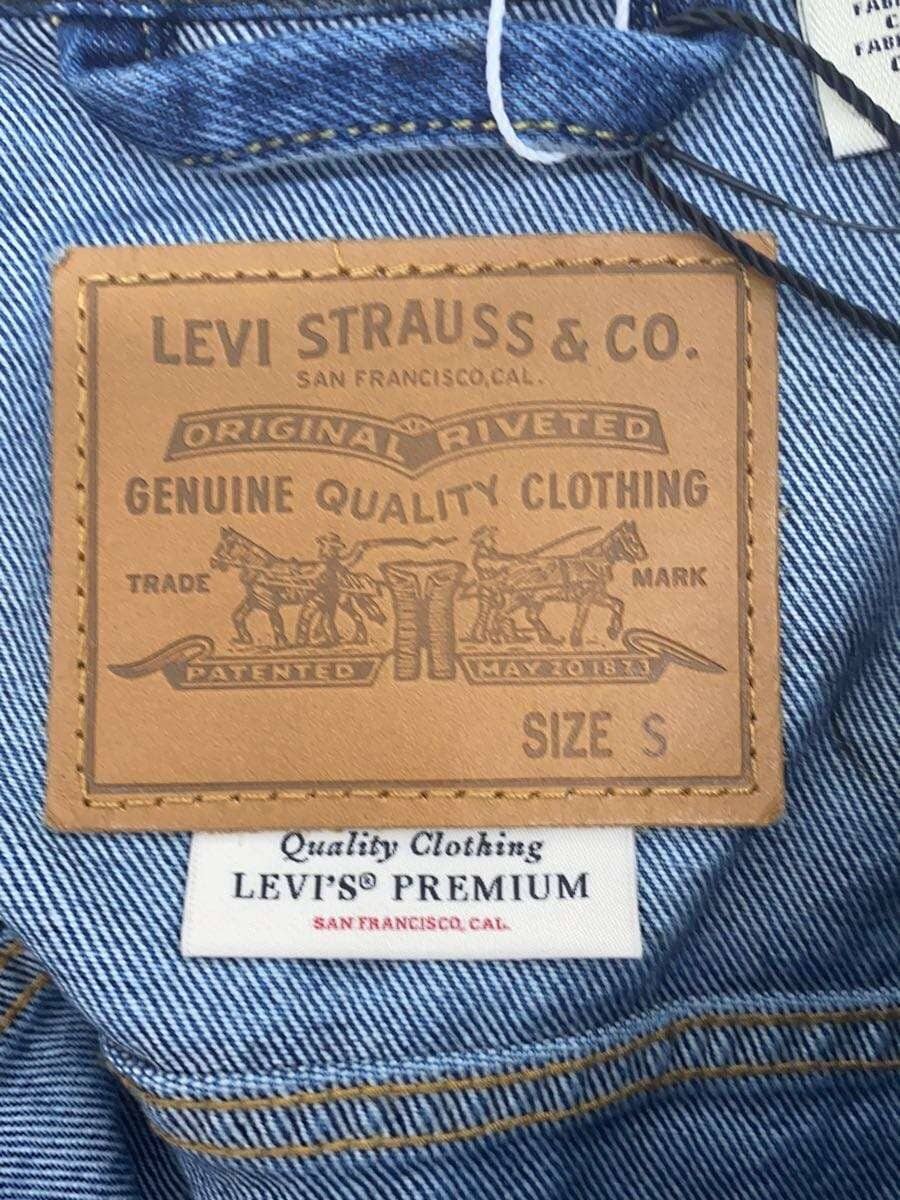 LEVI STRAUSS & CO.
SAN FRANCISCO, CAL.
ORIGINAL RIVETED
GENUINE QUALITY CLOTHING
TRADE MARK
PATENTED MAY 20 1873
SIZE S
Quality Clothing
LEVI'S® PREMIUM
SAN FRANCISCO, CAL.